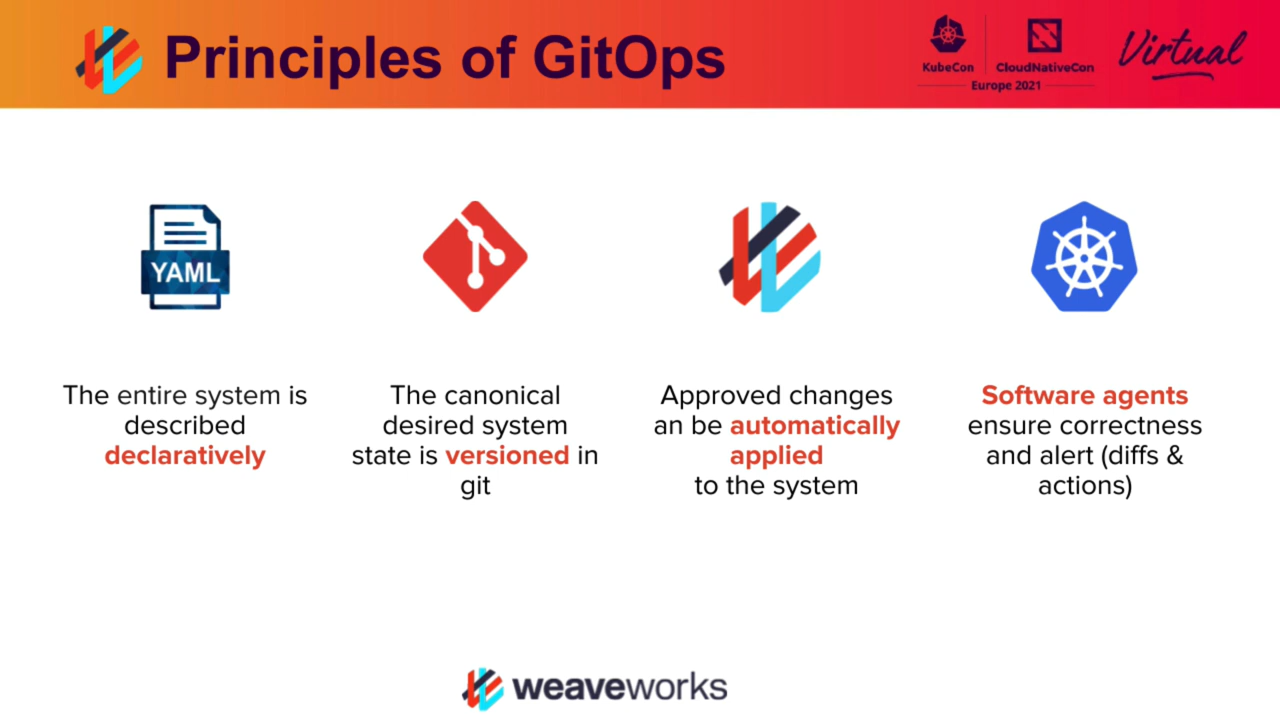 Principles of GitOps
KubeCon
CloudNativeCon
Europe 2021
Virtual
YAML
The entire system is
described
declaratively
The canonical
desired system
state is versioned in
git
Approved changes
an be automatically
applied
to the system
Software agents
ensure correctness
and alert (diffs &
actions)
weaveworks